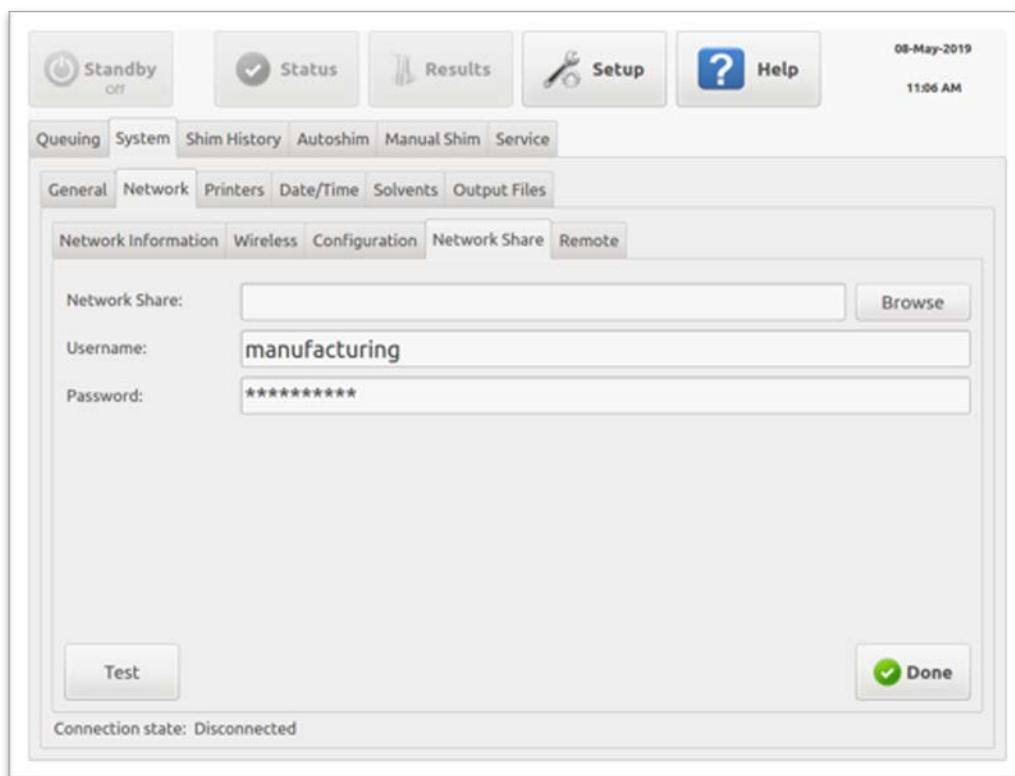 Standby
Off
Status
Results
Setup
? Help
08-May-2019
11:06 AM
Queuing System Shim History Autoshim Manual Shim Service
General Network Printers Date/Time Solvents Output Files
Network Information Wireless Configuration Network Share Remote
Network Share: Browse
Username: manufacturing
Password: **********
Test Done
Connection state: Disconnected